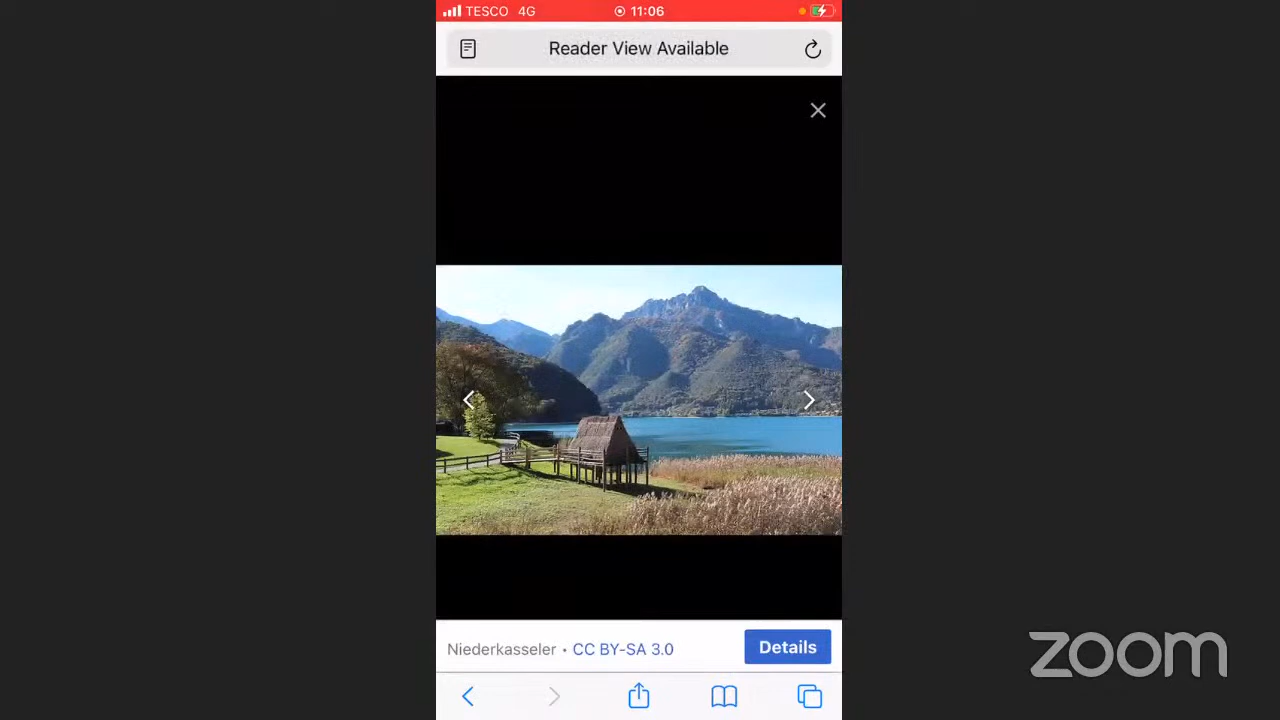 TESCO 4G 11:06
Reader View Available
Niederkasseler • CC BY-SA 3.0
Details
zoom